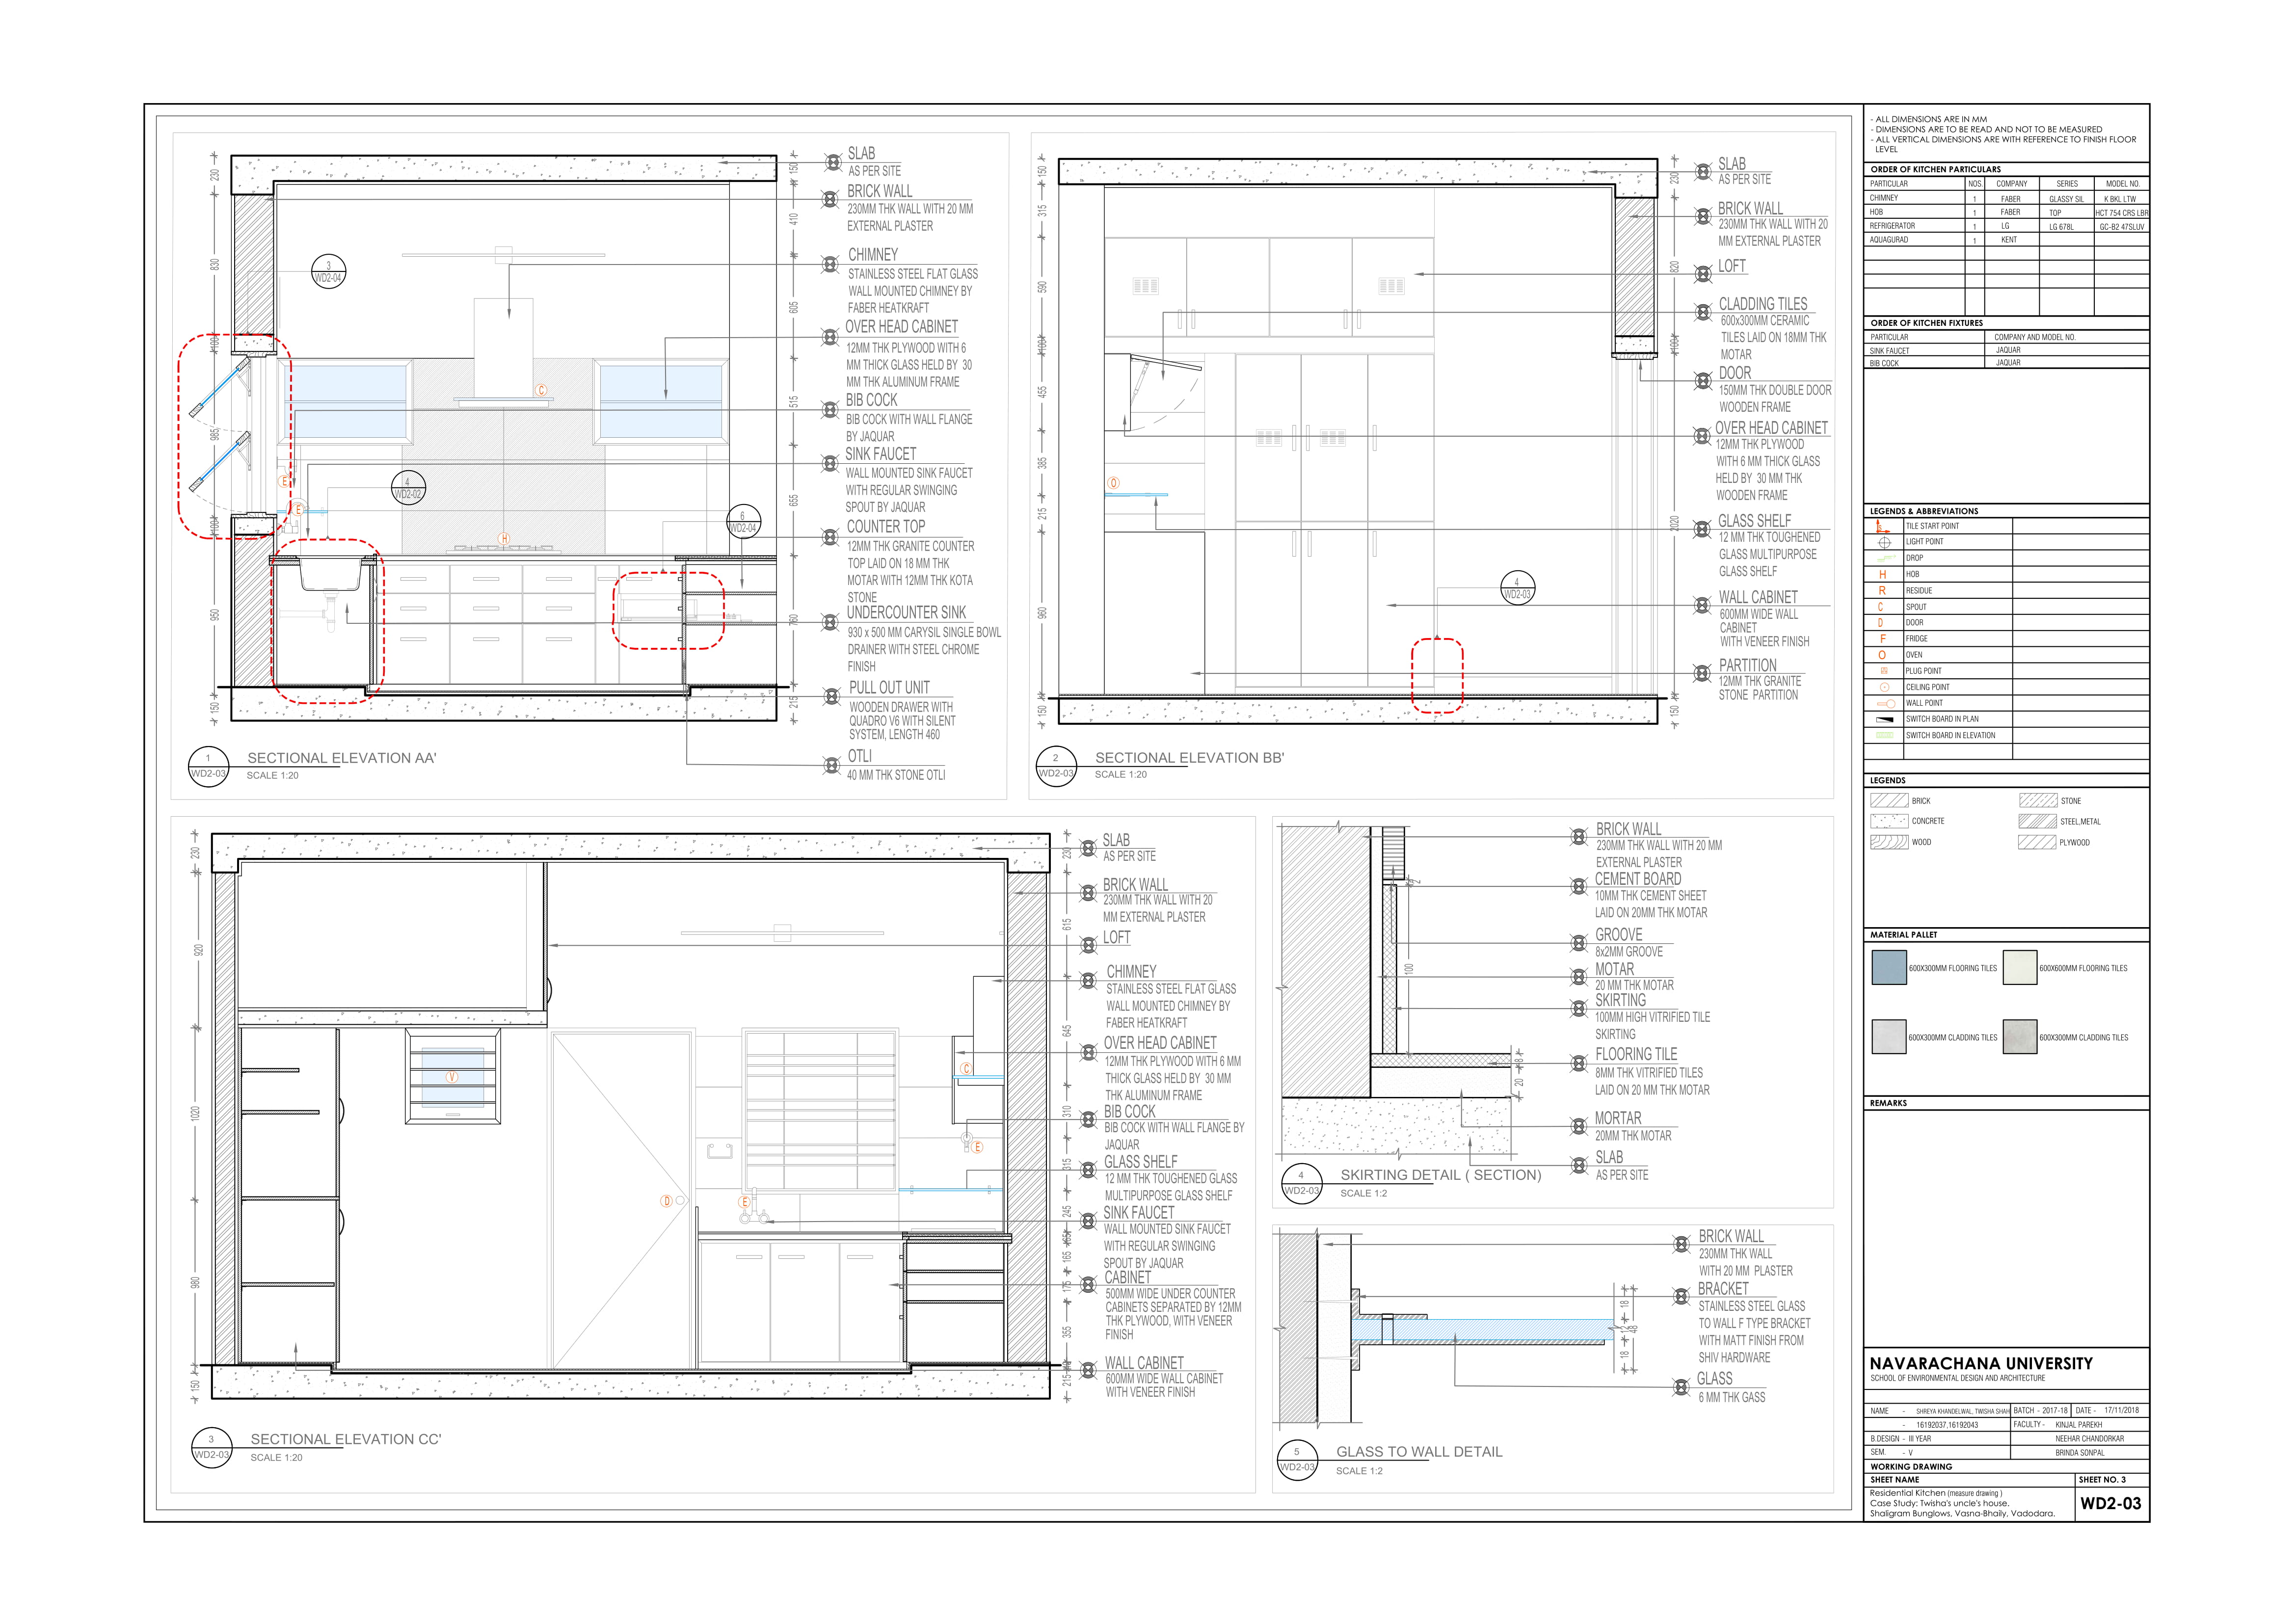 230
830
100
985
100
950
150
3
WD2-04
C
E
E
4
WD2-02
H
6
WD2-04
150
410
605
515
655
760
215
SLAB
AS PER SITE
BRICK WALL
230MM THK WALL WITH 20 MM
EXTERNAL PLASTER
CHIMNEY
STAINLESS STEEL FLAT GLASS
WALL MOUNTED CHIMNEY BY
FABER HEATKRAFT
OVER HEAD CABINET
12MM THK PLYWOOD WITH 6
MM THICK GLASS HELD BY 30
MM THK ALUMINUM FRAME
BIB COCK
BIB COCK WITH WALL FLANGE
BY JAQUAR
SINK FAUCET
WALL MOUNTED SINK FAUCET
WITH REGULAR SWINGING
SPOUT BY JAQUAR
COUNTER TOP
12MM THK GRANITE COUNTER
TOP LAID ON 18 MM THK
MOTAR WITH 12MM THK KOTA
STONE
UNDERCOUNTER SINK
930 x 500 MM CARYSIL SINGLE BOWL
DRAINER WITH STEEL CHROME
FINISH
PULL OUT UNIT
WOODEN DRAWER WITH
QUADRO V6 WITH SILENT
SYSTEM, LENGTH 460
OTLI
40 MM THK STONE OTLI
1
WD2-03
SECTIONAL ELEVATION AA'
SCALE 1:20
150
315
590
100
455
385
215
960
150
O
4
WD2-03
230
820
100
2020
150
SLAB
AS PER SITE
BRICK WALL
230MM THK WALL WITH 20
MM EXTERNAL PLASTER
LOFT
CLADDING TILES
600x300MM CERAMIC
TILES LAID ON 18MM THK
MOTAR
DOOR
150MM THK DOUBLE DOOR
WOODEN FRAME
OVER HEAD CABINET
12MM THK PLYWOOD
WITH 6 MM THICK GLASS
HELD BY 30 MM THK
WOODEN FRAME
GLASS SHELF
12 MM THK TOUGHENED
GLASS MULTIPURPOSE
GLASS SHELF
WALL CABINET
600MM WIDE WALL
CABINET
WITH VENEER FINISH
PARTITION
12MM THK GRANITE
STONE PARTITION
2
WD2-03
SECTIONAL ELEVATION BB'
SCALE 1:20
230
920
1020
980
150
V
D
E
C
E
230
615
645
310
315
245
165
175
355
215
SLAB
AS PER SITE
BRICK WALL
230MM THK WALL WITH 20
MM EXTERNAL PLASTER
LOFT
CHIMNEY
STAINLESS STEEL FLAT GLASS
WALL MOUNTED CHIMNEY BY
FABER HEATKRAFT
OVER HEAD CABINET
12MM THK PLYWOOD WITH 6 MM
THICK GLASS HELD BY 30 MM
THK ALUMINUM FRAME
BIB COCK
BIB COCK WITH WALL FLANGE BY
JAQUAR
GLASS SHELF
12 MM THK TOUGHENED GLASS
MULTIPURPOSE GLASS SHELF
SINK FAUCET
WALL MOUNTED SINK FAUCET
WITH REGULAR SWINGING
SPOUT BY JAQUAR
CABINET
500MM WIDE UNDER COUNTER
CABINETS SEPARATED BY 12MM
THK PLYWOOD, WITH VENEER
FINISH
WALL CABINET
600MM WIDE WALL CABINET
WITH VENEER FINISH
3
WD2-03
SECTIONAL ELEVATION CC'
SCALE 1:20
2
100
8
20
BRICK WALL
230MM THK WALL WITH 20 MM
EXTERNAL PLASTER
CEMENT BOARD
10MM THK CEMENT SHEET
LAID ON 20MM THK MOTAR
GROOVE
8x2MM GROOVE
MOTAR
20 MM THK MOTAR
SKIRTING
100MM HIGH VITRIFIED TILE
SKIRTING
FLOORING TILE
8MM THK VITRIFIED TILES
LAID ON 20 MM THK MOTAR
MORTAR
20MM THK MOTAR
SLAB
AS PER SITE
4
WD2-03
SKIRTING DETAIL ( SECTION)
SCALE 1:2
18
12
48
18
BRICK WALL
230MM THK WALL
WITH 20 MM PLASTER
BRACKET
STAINLESS STEEL GLASS
TO WALL F TYPE BRACKET
WITH MATT FINISH FROM
SHIV HARDWARE
GLASS
6 MM THK GASS
5
WD2-03
GLASS TO WALL DETAIL
SCALE 1:2
- ALL DIMENSIONS ARE IN MM
- DIMENSIONS ARE TO BE READ AND NOT TO BE MEASURED
- ALL VERTICAL DIMENSIONS ARE WITH REFERENCE TO FINISH FLOOR
LEVEL
ORDER OF KITCHEN PARTICULARS
PARTICULAR NOS. COMPANY SERIES MODEL NO.
CHIMNEY 1 FABER GLASSY SIL K BKL LTW
HOB 1 FABER TOP HCT 754 CRS LBR
REFRIGERATOR 1 LG LG 678L GC-B2 47SLUV
AQUAGURAD 1 KENT
ORDER OF KITCHEN FIXTURES
PARTICULAR COMPANY AND MODEL NO.
SINK FAUCET JAQUAR
BIB COCK JAQUAR
LEGENDS & ABBREVIATIONS
TILE START POINT
LIGHT POINT
DROP
H HOB
R RESIDUE
C SPOUT
D DOOR
F FRIDGE
O OVEN
PLUG POINT
CEILING POINT
WALL POINT
SWITCH BOARD IN PLAN
SWITCH BOARD IN ELEVATION
LEGENDS
BRICK STONE
CONCRETE STEEL,METAL
WOOD PLYWOOD
MATERIAL PALLET
600X300MM FLOORING TILES 600X600MM FLOORING TILES
600X300MM CLADDING TILES 600X300MM CLADDING TILES
REMARKS
NAVARACHANA UNIVERSITY
SCHOOL OF ENVIRONMENTAL DESIGN AND ARCHITECTURE
NAME - SHREYA KHANDELWAL, TWISHA SHAH BATCH - 2017-18 DATE - 17/11/2018
- 16192037,16192043 FACULTY - KINJAL PAREKH
B.DESIGN - III YEAR NEEHAR CHANDORKAR
SEM. - V BRINDA SONPAL
WORKING DRAWING
SHEET NAME SHEET NO. 3
Residential Kitchen (measure drawing )
Case Study: Twisha's uncle's house.
Shaligram Bunglows, Vasna-Bhaily, Vadodara.
WD2-03